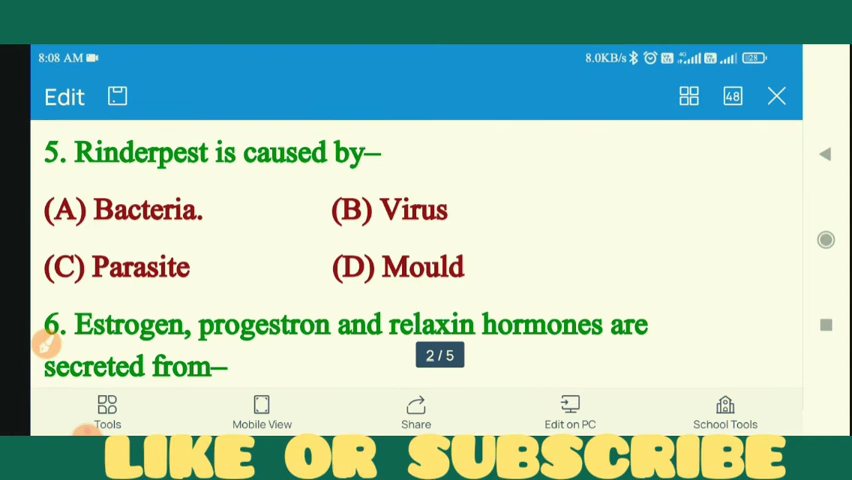 8:08 AM 8.0KB/s 4G 28
Edit 48
5. Rinderpest is caused by–
(A) Bacteria. (B) Virus
(C) Parasite (D) Mould
6. Estrogen, progestron and relaxin hormones are
secreted from–
2/5
Tools Mobile View Share Edit on PC School Tools
LIKE OR SUBSCRIBE